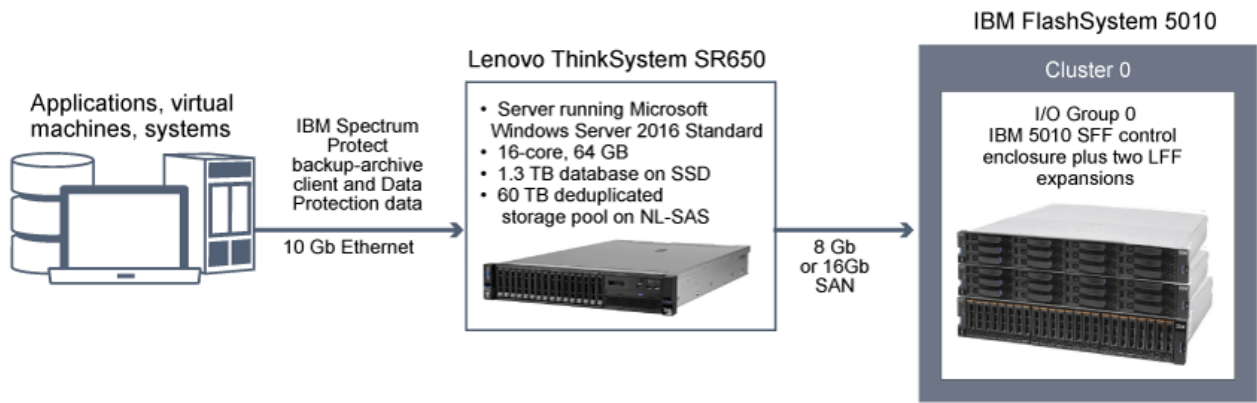 IBM FlashSystem 5010
Cluster 0
Lenovo ThinkSystem SR650
Applications, virtual
machines, systems
IBM Spectrum
Protect
backup-archive
client and Data
Protection data
10 Gb Ethernet
• Server running Microsoft
Windows Server 2016 Standard
• 16-core, 64 GB
• 1.3 TB database on SSD
• 60 TB deduplicated
storage pool on NL-SAS
8 Gb
or 16Gb
SAN
I/O Group 0
IBM 5010 SFF control
enclosure plus two LFF
expansions